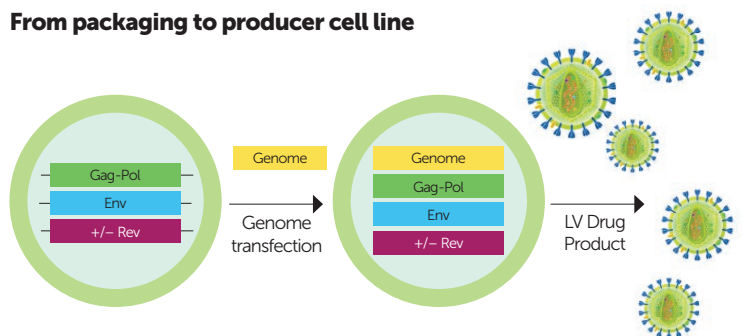 From packaging to producer cell line
Gag-Pol
Env
+/– Rev
Genome
Genome
transfection
Genome
Gag-Pol
Env
+/– Rev
LV Drug
Product